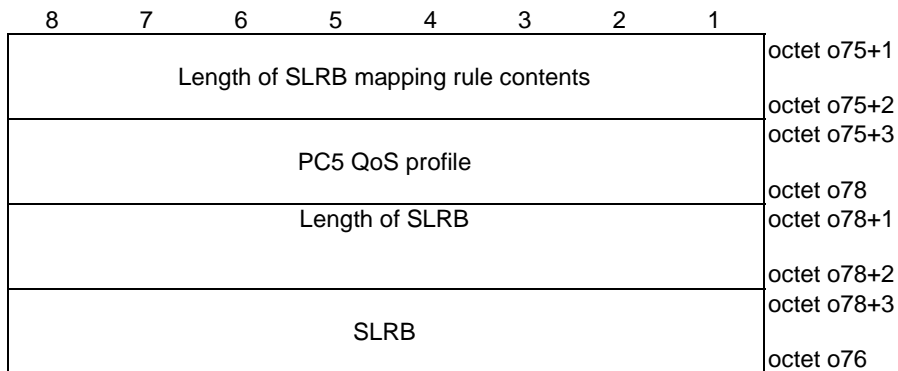 8 7 6 5 4 3 2 1
Length of SLRB mapping rule contents
octet o75+1
octet o75+2
PC5 QoS profile
octet o75+3
octet o78
Length of SLRB
octet o78+1
octet o78+2
SLRB
octet o78+3
octet o76